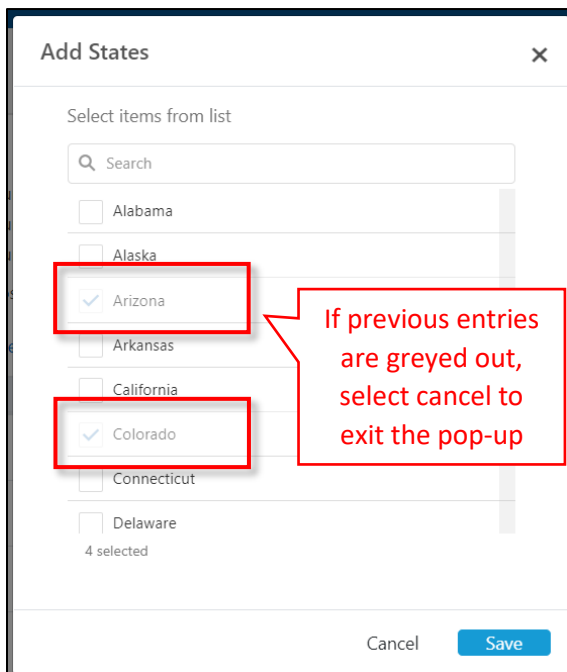 Add States
Select items from list
Search
Alabama
Alaska
Arizona
Arkansas
California
Colorado
Connecticut
Delaware
4 selected
If previous entries
are greyed out,
select cancel to
exit the pop-up
Cancel
Save